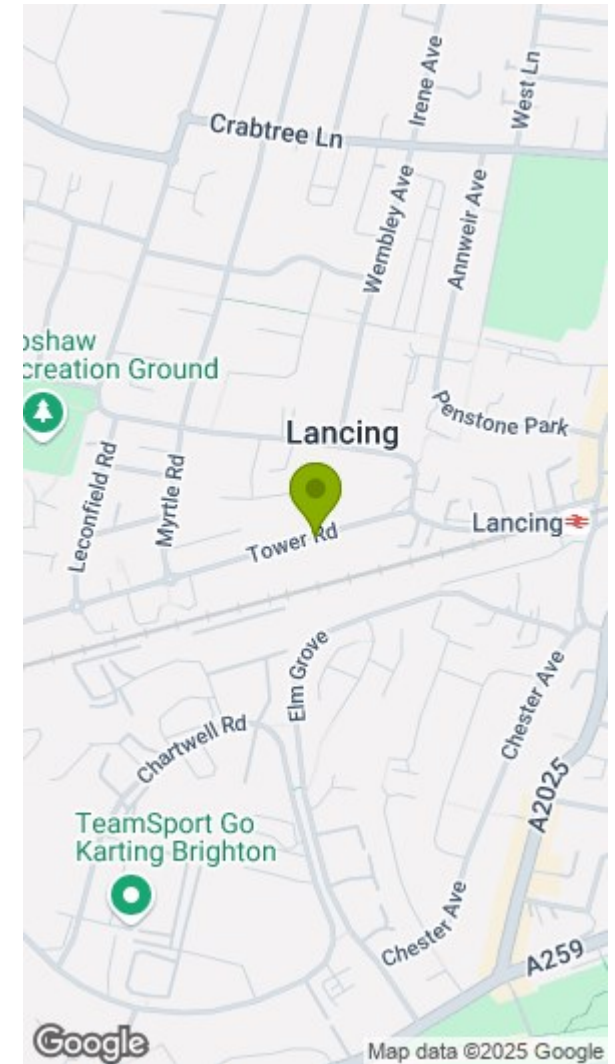 Irene Ave
West Ln
Crabtree Ln
Wembley Ave
Annweir Ave
oshaw
creation Ground
Penstone Park
Lancing
Leconfield Rd
Myrtle Rd
Lancing
Tower Rd
Elm Grove
Chester Ave
Chartwell Rd
A2025
TeamSport Go
Karting Brighton
Chester Ave
A259
Google
Map data ©2025 Google